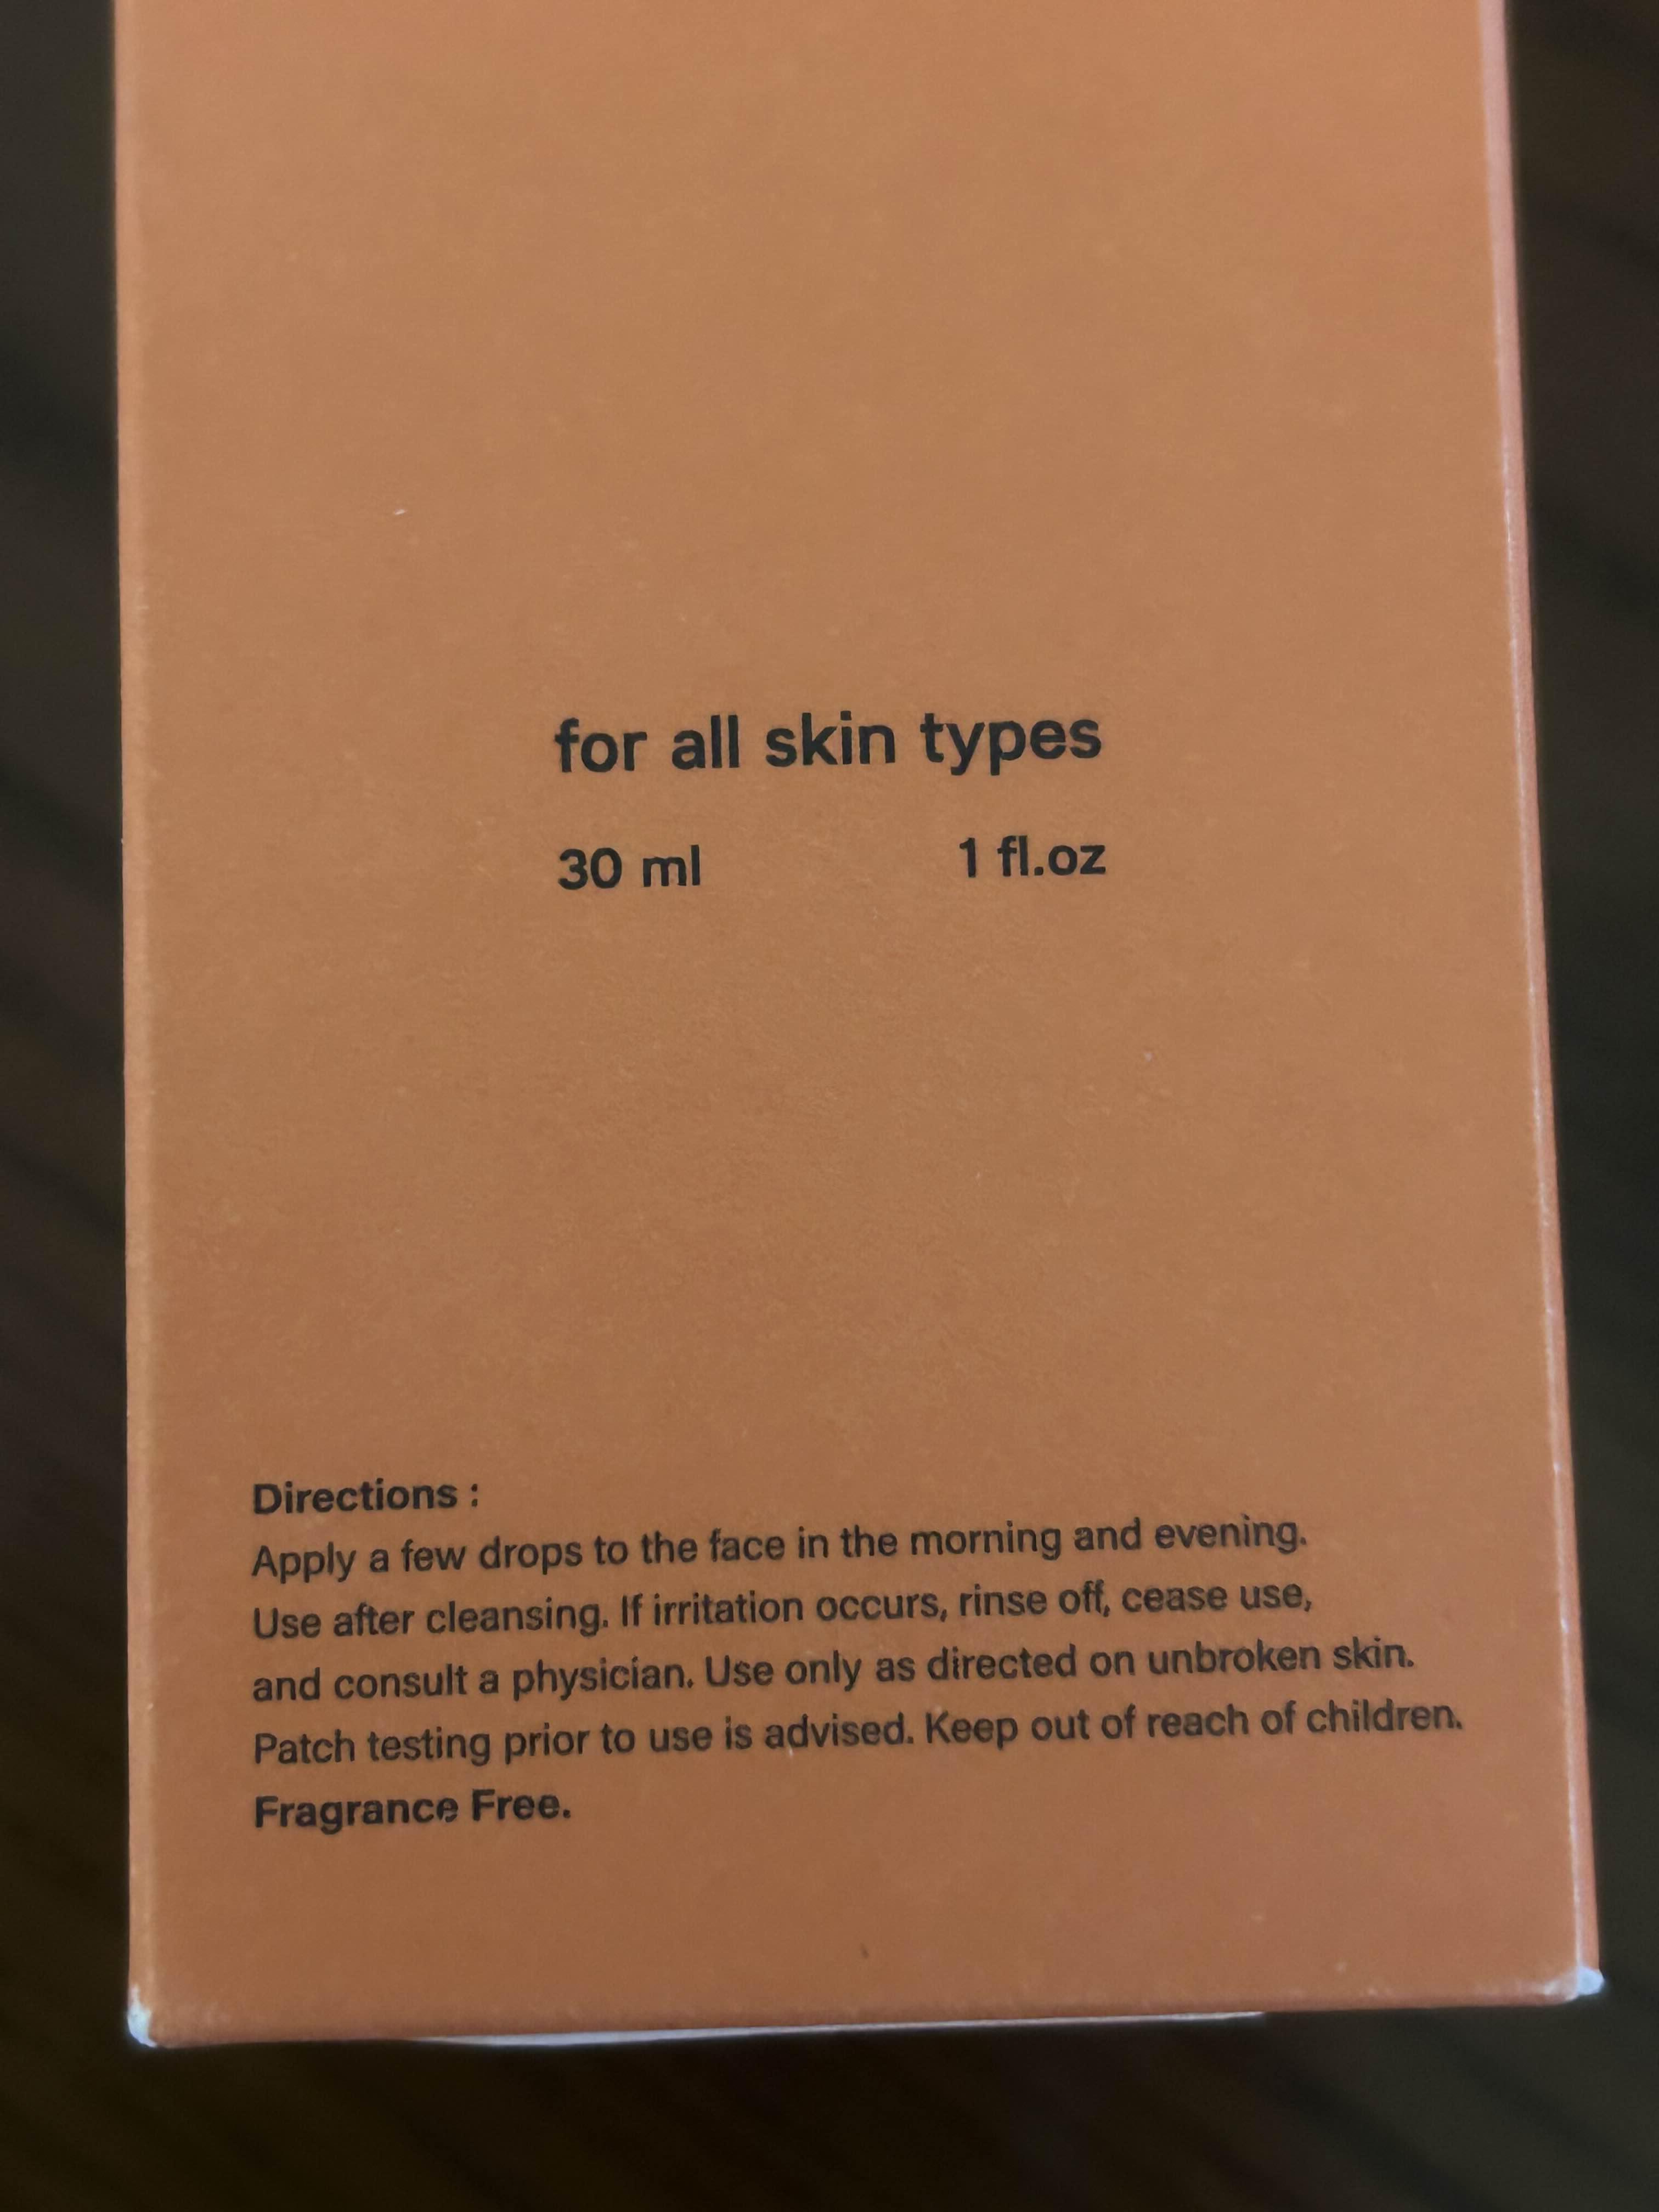 for all skin types
30 ml 1 fl.oz
Directions :
Apply a few drops to the face in the morning and evening.
Use after cleansing. If irritation occurs, rinse off, cease use,
and consult a physician. Use only as directed on unbroken skin.
Patch testing prior to use is advised. Keep out of reach of children.
Fragrance Free.